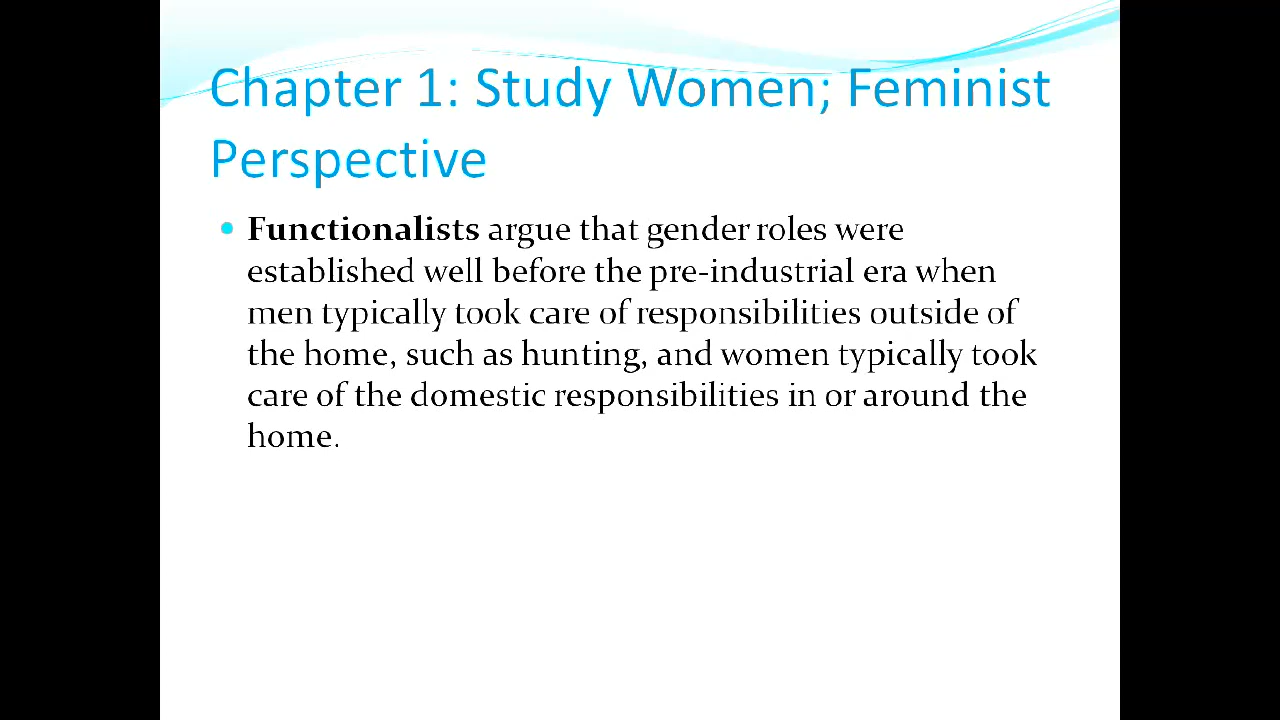 Chapter 1: Study Women; Feminist
Perspective
• Functionalists argue that gender roles were
established well before the pre-industrial era when
men typically took care of responsibilities outside of
the home, such as hunting, and women typically took
care of the domestic responsibilities in or around the
home.